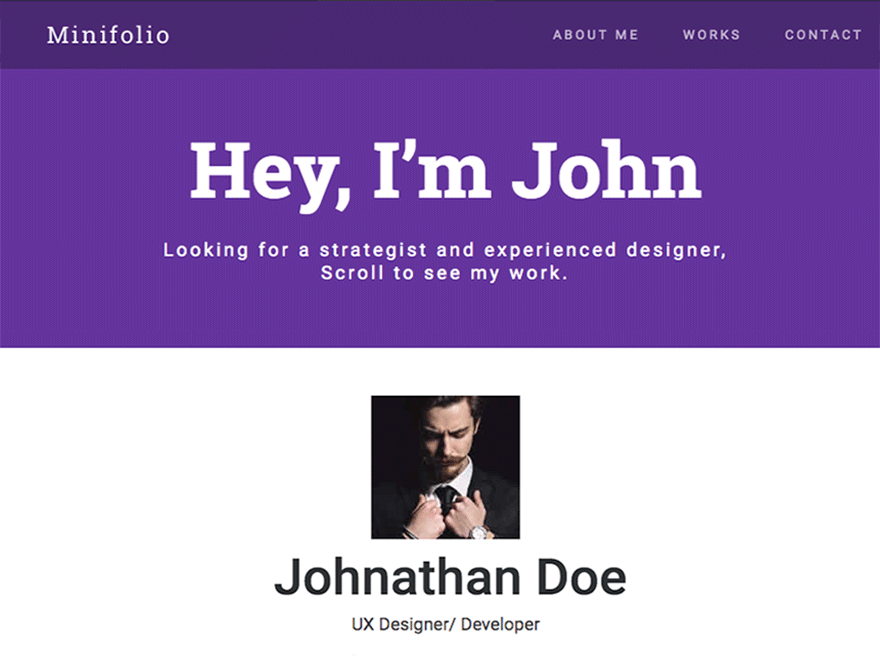 Minifolio
ABOUT ME WORKS CONTACT
Hey, I’m John
Looking for a strategist and experienced designer,
Scroll to see my work.
Johnathan Doe
UX Designer/ Developer